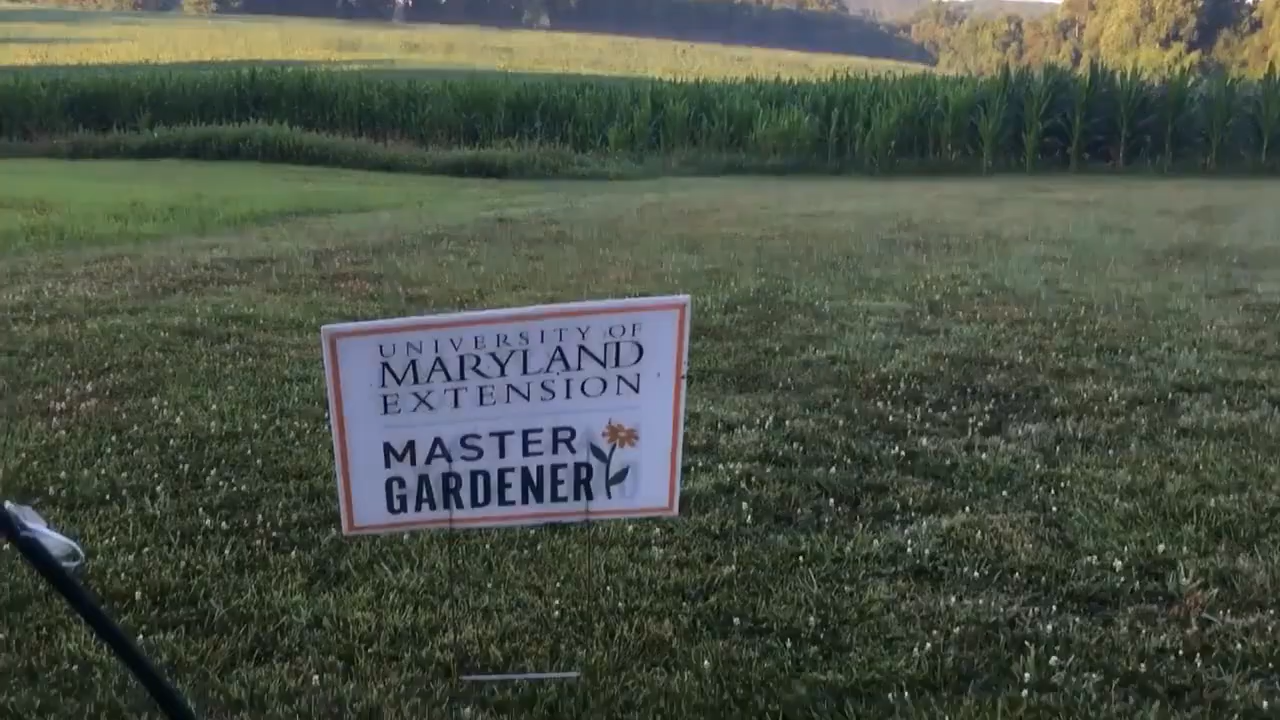 UNIVERSITY OF
MARYLAND
EXTENSION
MASTER
GARDENER